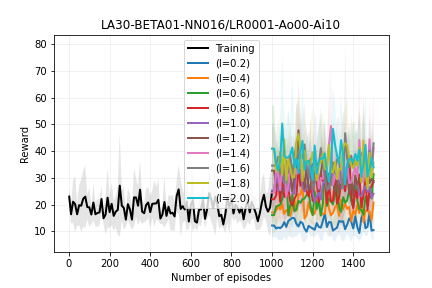 LA30-BETA01-NN016/LR0001-Ao00-Ai10
80
70
60
50
40
30
20
10
Reward
Training
(l=0.2)
(l=0.4)
(l=0.6)
(l=0.8)
(l=1.0)
(l=1.2)
(l=1.4)
(l=1.6)
(l=1.8)
(l=2.0)
0 200 400 600 800 1000 1200 1400
Number of episodes